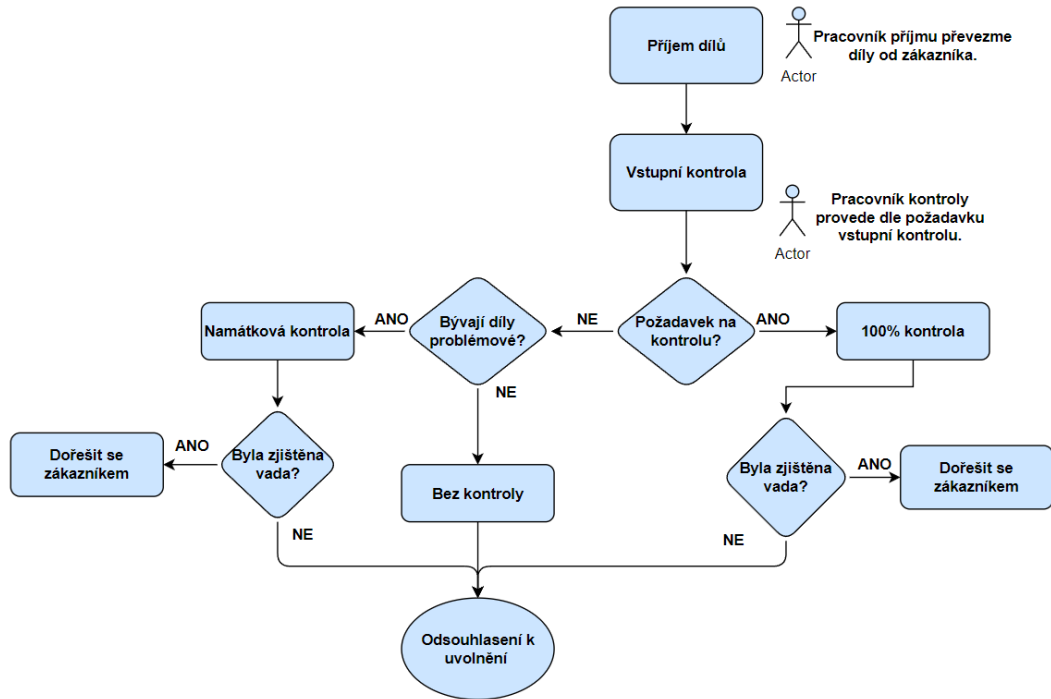 Příjem dílů
Pracovník příjmu převezme
díly od zákazníka.
Actor
Vstupní kontrola
Pracovník kontroly
provede dle požadavku
vstupní kontrolu.
Actor
Namátková kontrola
ANO
Bývají díly
problémové?
NE
Požadavek na
kontrolu?
ANO
100% kontrola
NE
Dořešit se
zákazníkem
ANO
Byla zjištěna
vada?
Bez kontroly
Byla zjištěna
vada?
ANO
Dořešit se
zákazníkem
NE
NE
Odsouhlasení k
uvolnění